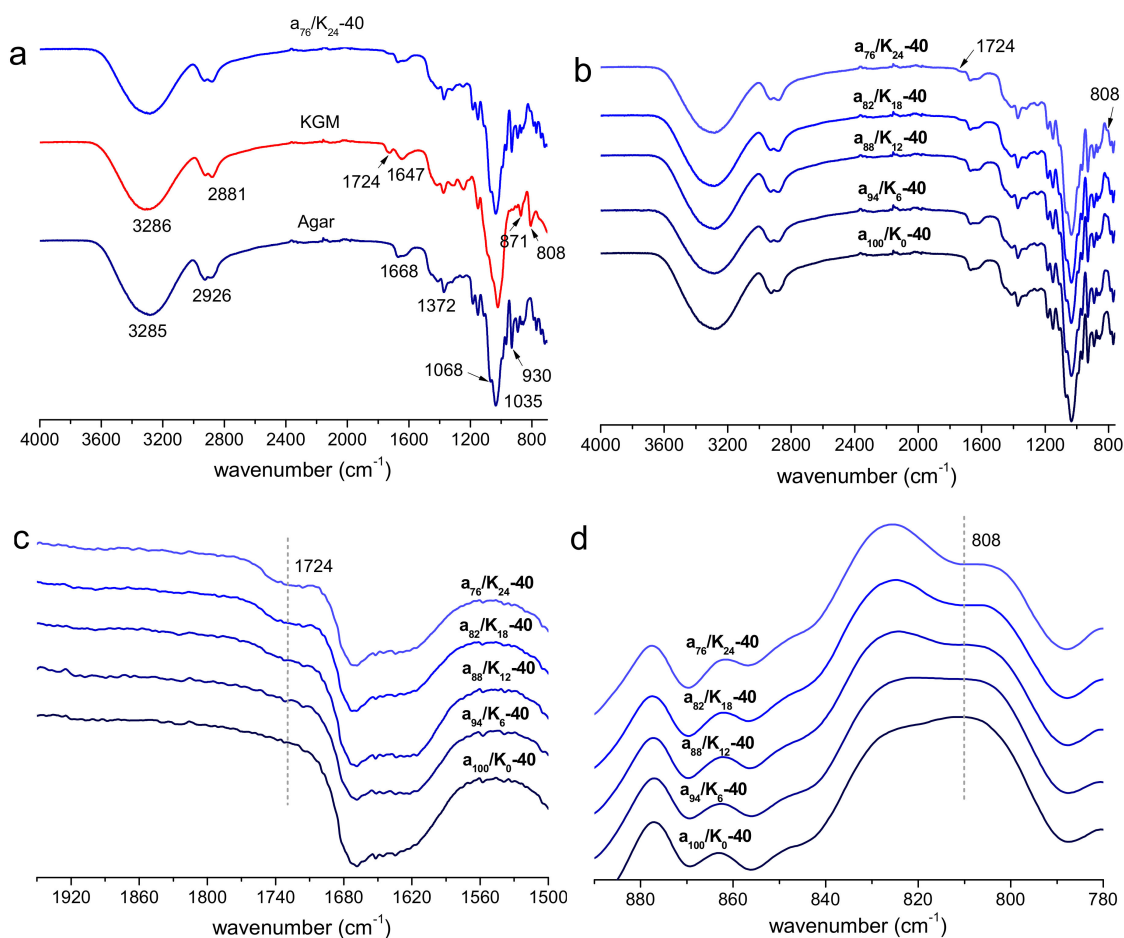 a
a76/K24-40
KGM
1724
1647
2881
3286
871
808
Agar
1668
2926
1372
3285
1068
930
1035
4000 3200 2400 2000 1600 1200 800
wavenumber (cm-1)
b
a76/K24-40
1724
808
a82/K18-40
a88/K12-40
a94/K6-40
a100/K0-40
4000 3600 3200 2800 2400 2000 1600 1200 800
wavenumber (cm-1)
c
1724
a76/K24-40
a82/K18-40
a88/K12-40
a94/K6-40
a100/K0-40
1920 1800 1680 1560 1500
wavenumber (cm-1)
d
808
a76/K24-40
a82/K18-40
a88/K12-40
a94/K6-40
a100/K0-40
880 860 840 820 800 780
wavenumber (cm-1)